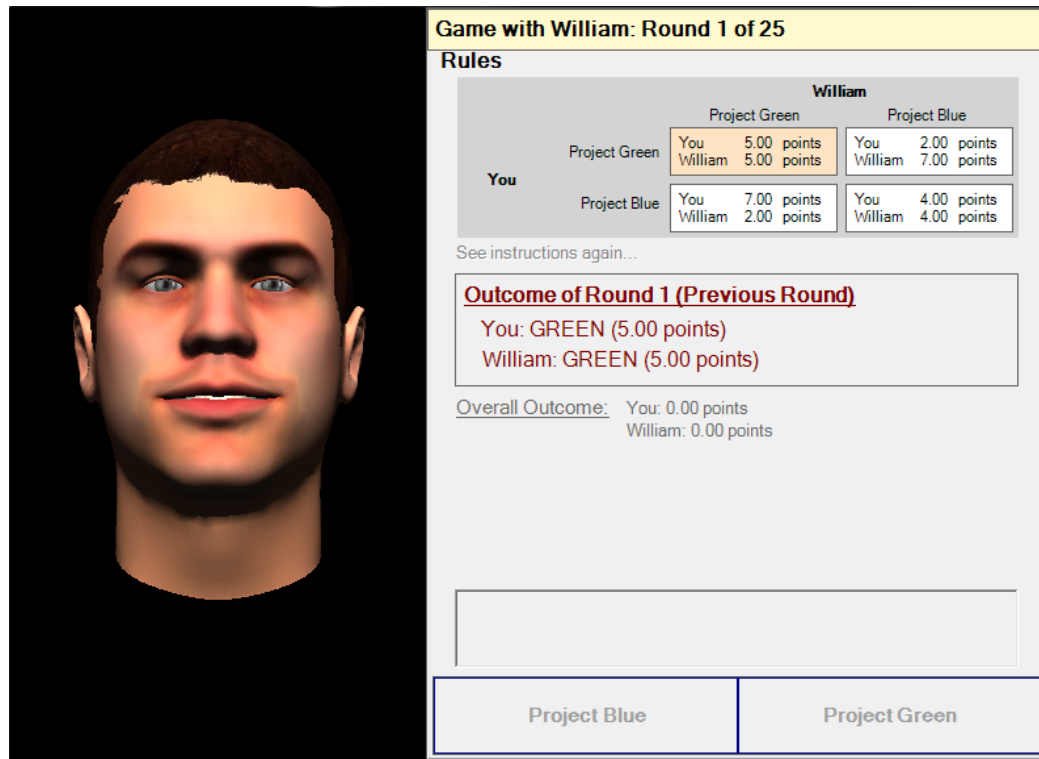 Game with William: Round 1 of 25
Rules
William
Project Green Project Blue
Project Green You 5.00 points You 2.00 points
William 5.00 points William 7.00 points
You
Project Blue You 7.00 points You 4.00 points
William 2.00 points William 4.00 points
See instructions again...
Outcome of Round 1 (Previous Round)
You: GREEN (5.00 points)
William: GREEN (5.00 points)
Overall Outcome: You: 0.00 points
William: 0.00 points
Project Blue Project Green